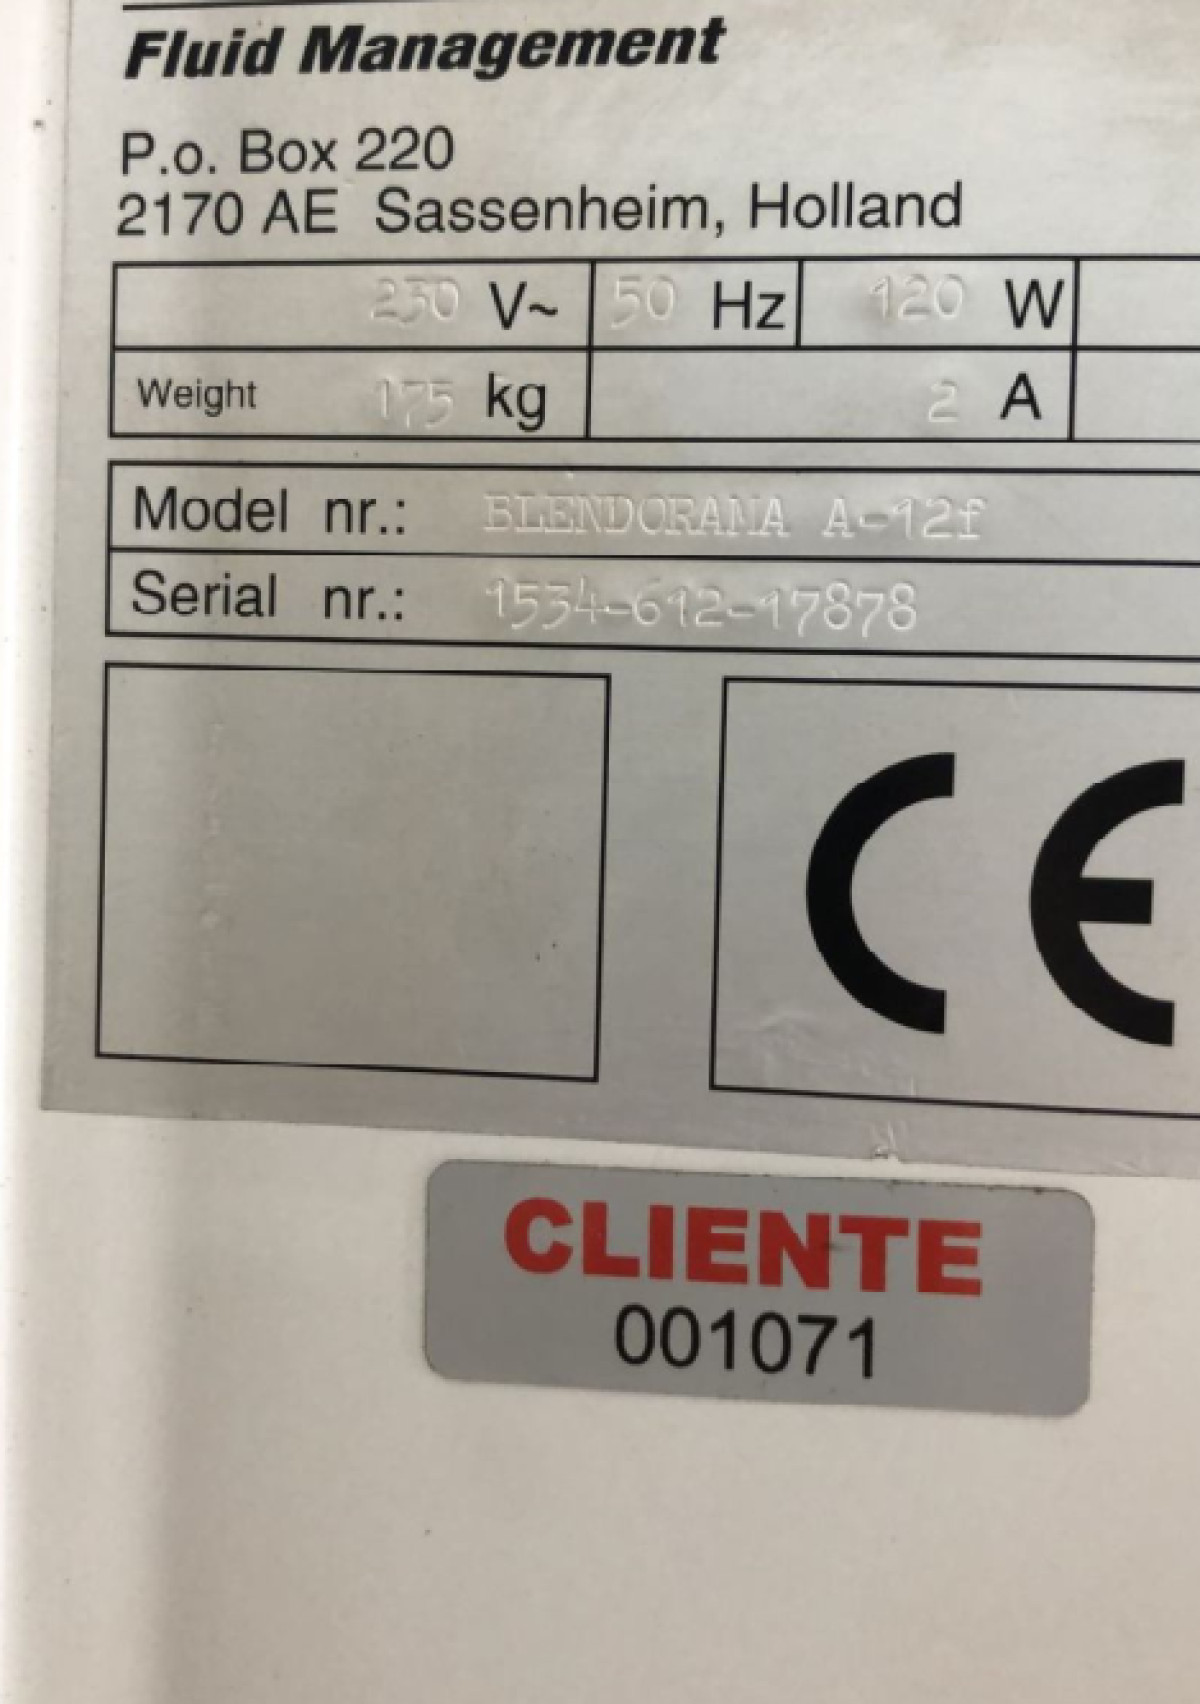 Fluid Management
P.o. Box 220
2170 AE Sassenheim, Holland
230 V~ 50 Hz 120 W
Weight 175 kg 2 A
Model nr.: BLENDORAMA A-12f
Serial nr.: 1534-612-17878
CE
CLIENTE
001071